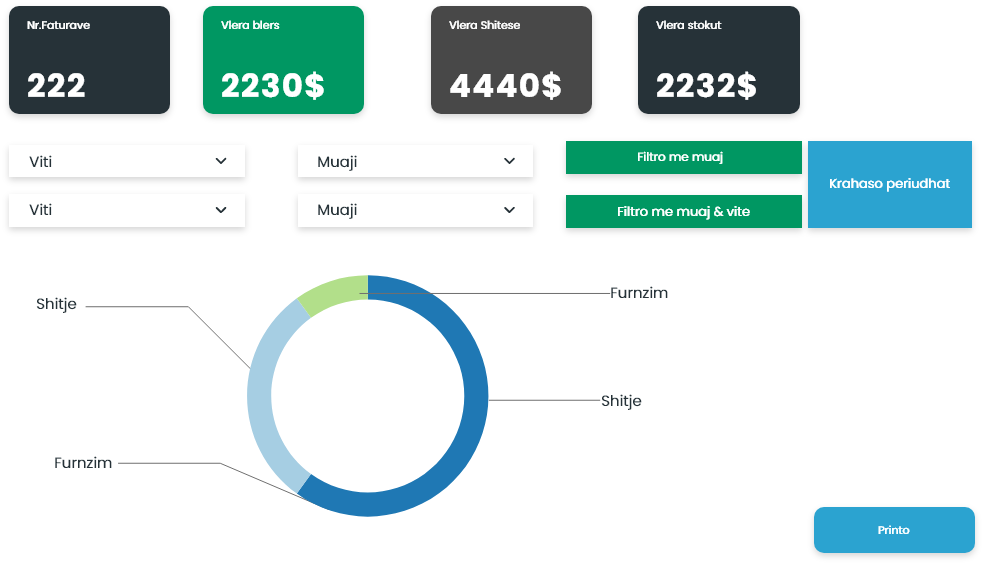 Nr.Faturave
222
Vlera blers
2230$
Vlera Shitese
4440$
Vlera stokut
2232$
Viti
Muaji
Filtro me muaj
Krahaso periudhat
Viti
Muaji
Filtro me muaj & vite
Furnzim
Shitje
Shitje
Furnzim
Printo